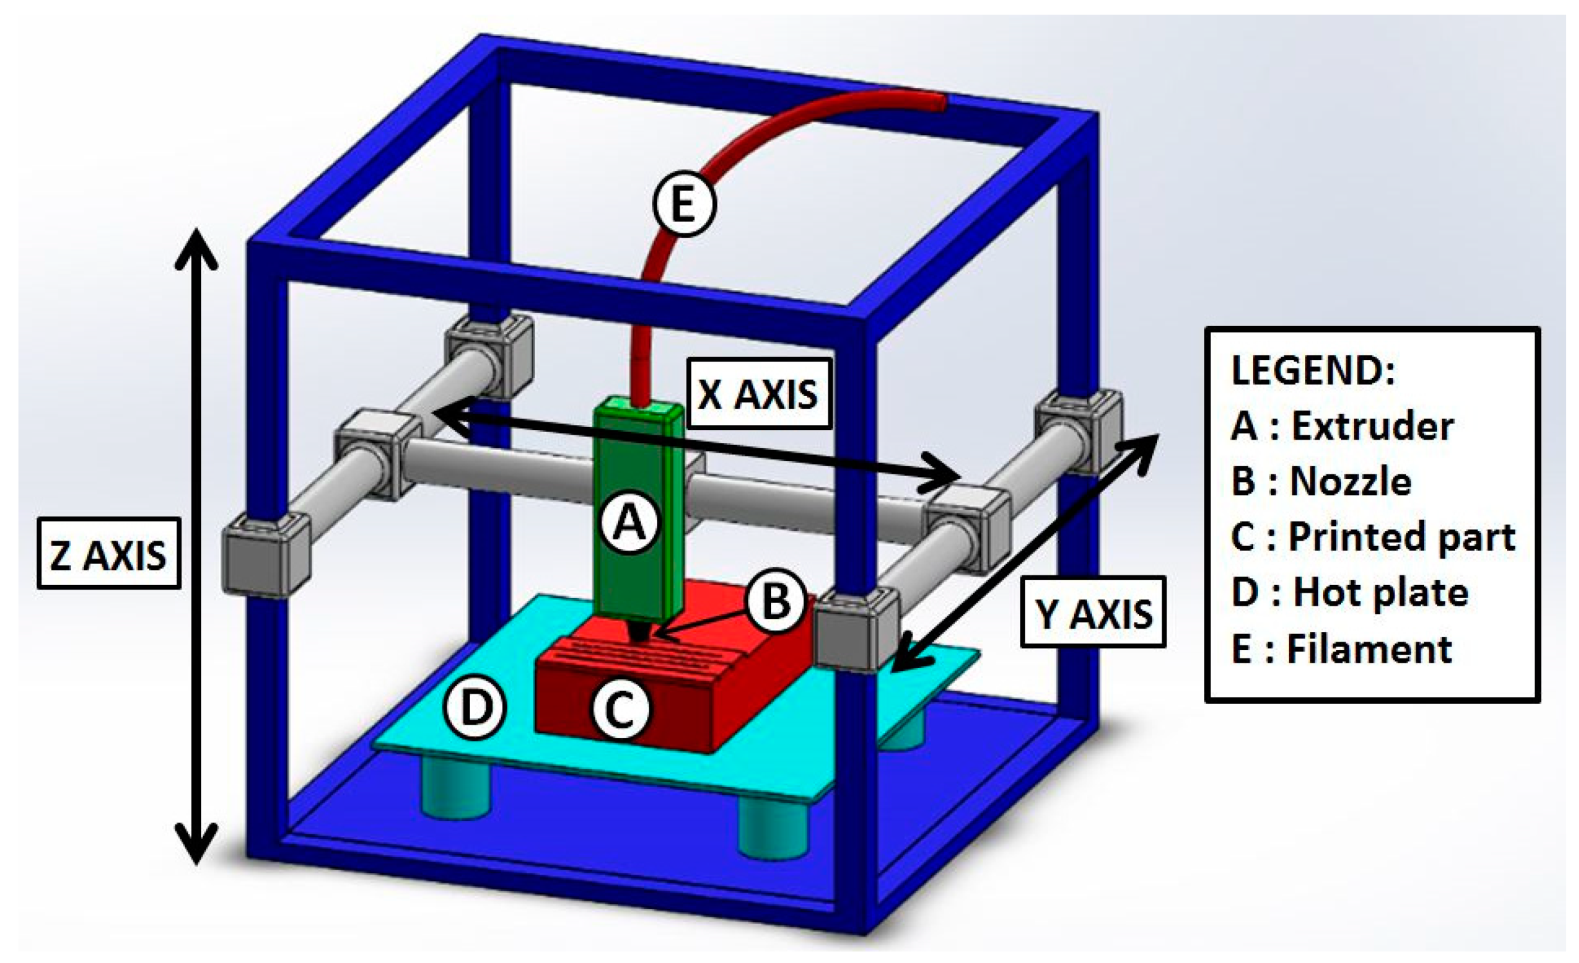 E
X AXIS
A
Z AXIS
B
Y AXIS
D
C
LEGEND:
A : Extruder
B : Nozzle
C : Printed part
D : Hot plate
E : Filament